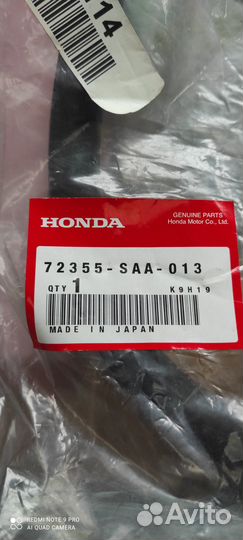 14
HONDA
GENUINE PARTS
Honda Motor Co., Ltd.
72355-SAA-013
QTY 1 K9H19
MADE IN JAPAN
REDMI NOTE 9 PRO
AI QUAD CAMERA
Avito